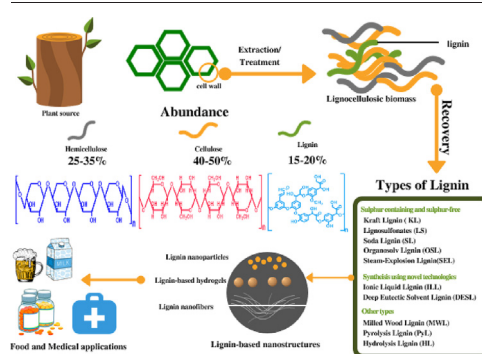 Extraction/
Treatment
lignin
cell wall
Plant source
Abundance
Lignocellulosic biomass
Recovery
Hemicellulose
25-35%
Cellulose
40-50%
Lignin
15-20%
Types of Lignin
Sulphur containing and sulphur-free
Kraft Lignin ( KL)
Lignosulfonates (LS)
Soda Lignin (SL)
Organosolv Lignin (OSL)
Steam-Explosion Lignin(SEL)
Synthesis using novel technologies
Ionic Liquid Lignin (ILL)
Deep Eutectic Solvent Lignin (DESL)
Other types
Milled Wood Lignin (MWL)
Pyrolysis Lignin (PyL)
Hydrolysis Lignin (HL)
Lignin nanoparticles
Lignin-based hydrogels
Lignin nanofibers
Lignin-based nanostructures
Food and Medical applications